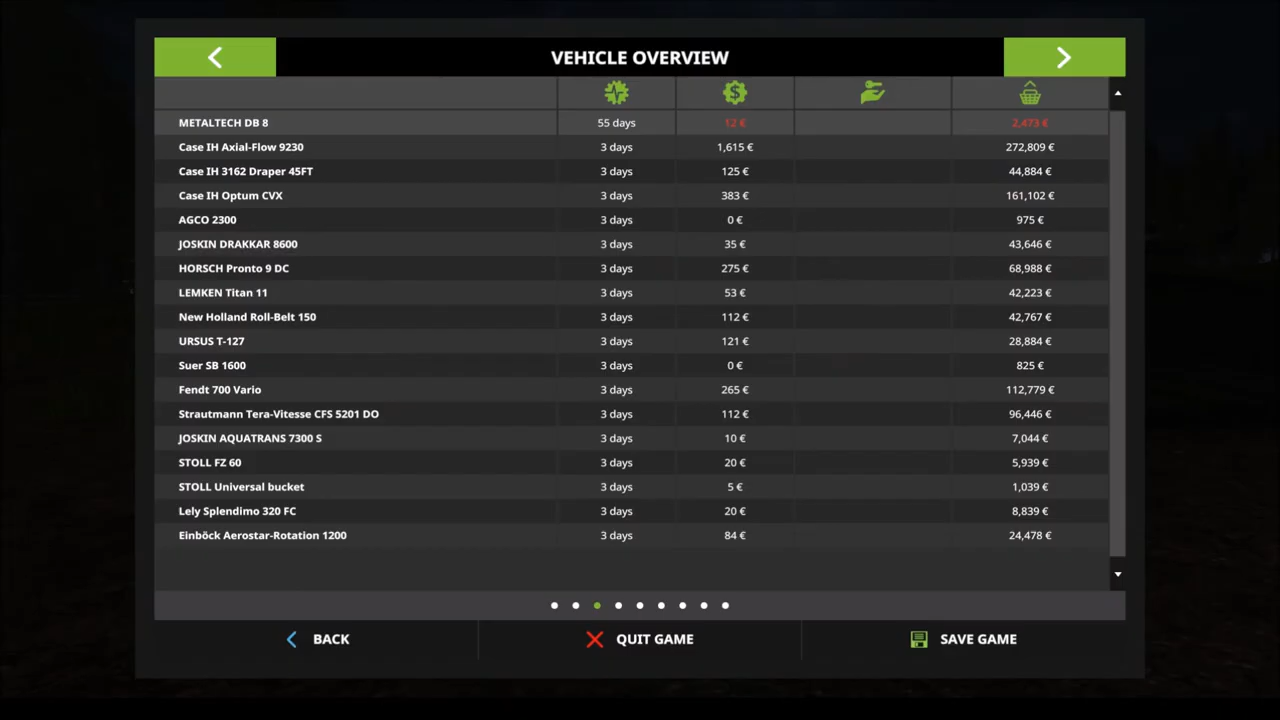 VEHICLE OVERVIEW
METALTECH DB 8 55 days 12 € 2,473 €
Case IH Axial-Flow 9230 3 days 1,615 € 272,809 €
Case IH 3162 Draper 45FT 3 days 125 € 44,884 €
Case IH Optum CVX 3 days 383 € 161,102 €
AGCO 2300 3 days 0 € 975 €
JOSKIN DRAKKAR 8600 3 days 35 € 43,646 €
HORSCH Pronto 9 DC 3 days 275 € 68,988 €
LEMKEN Titan 11 3 days 53 € 42,223 €
New Holland Roll-Belt 150 3 days 112 € 42,767 €
URSUS T-127 3 days 121 € 28,884 €
Suer SB 1600 3 days 0 € 825 €
Fendt 700 Vario 3 days 265 € 112,779 €
Strautmann Tera-Vitesse CFS 5201 DO 3 days 112 € 96,446 €
JOSKIN AQUATRANS 7300 S 3 days 10 € 7,044 €
STOLL FZ 60 3 days 20 € 5,939 €
STOLL Universal bucket 3 days 5 € 1,039 €
Lely Splendimo 320 FC 3 days 20 € 8,839 €
Einböck Aerostar-Rotation 1200 3 days 84 € 24,478 €
BACK QUIT GAME SAVE GAME